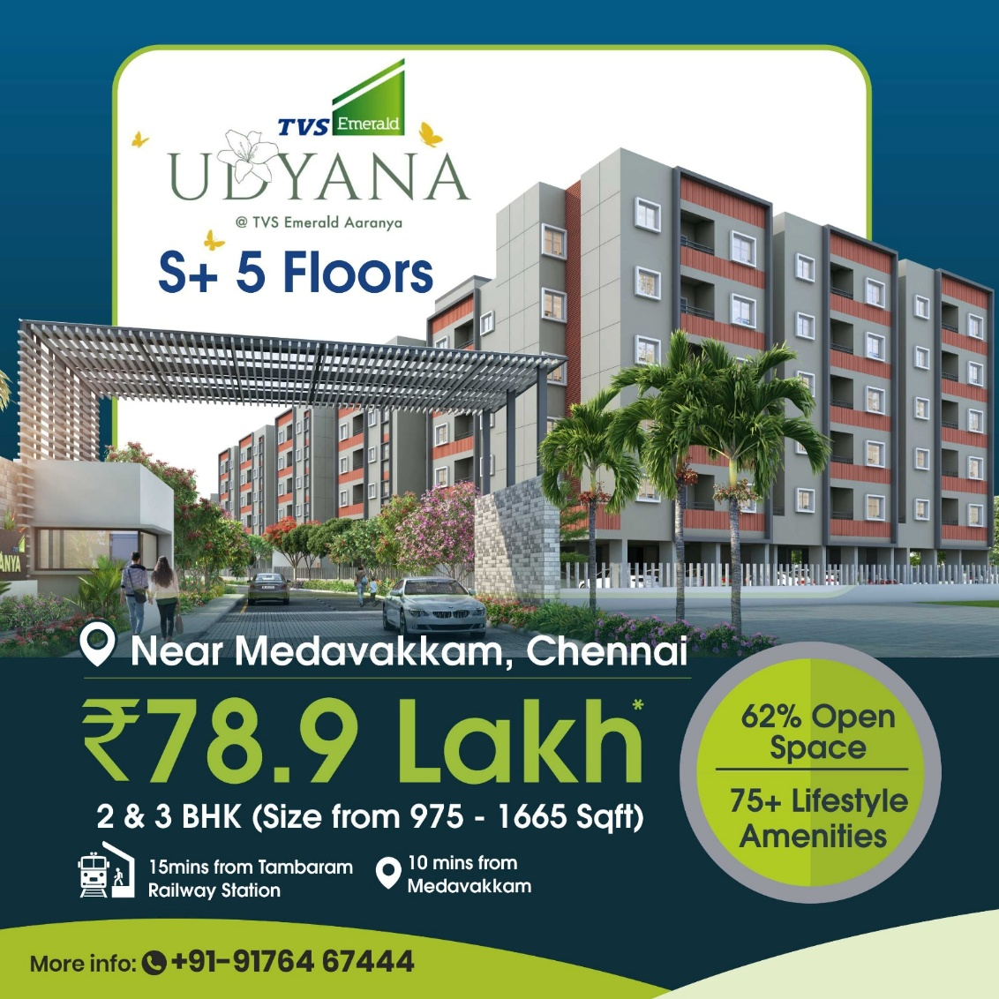 TVS Emerald
UDYANA
@ TVS Emerald Aaranya
S+ 5 Floors
ANYA
Near Medavakkam, Chennai
₹78.9 Lakh*
2 & 3 BHK (Size from 975 - 1665 Sqft)
15mins from Tambaram
Railway Station
10 mins from
Medavakkam
62% Open
Space
75+ Lifestyle
Amenities
More info: +91-91764 67444